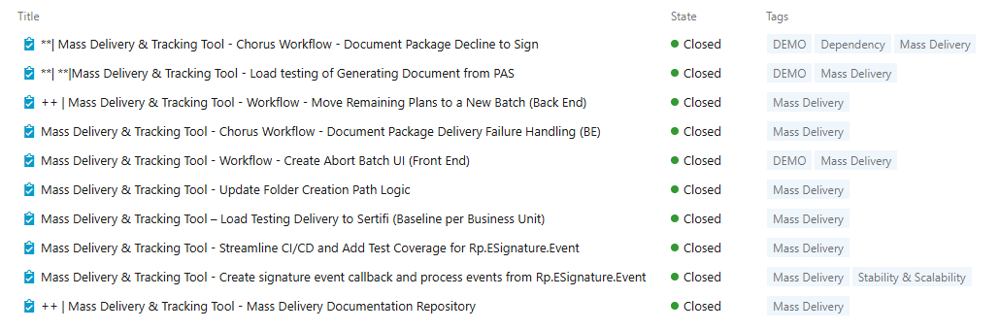 Title State Tags
**| Mass Delivery & Tracking Tool - Chorus Workflow - Document Package Decline to Sign Closed DEMO Dependency Mass Delivery
**| **|Mass Delivery & Tracking Tool - Load testing of Generating Document from PAS Closed DEMO Mass Delivery
++ | Mass Delivery & Tracking Tool - Workflow - Move Remaining Plans to a New Batch (Back End) Closed Mass Delivery
Mass Delivery & Tracking Tool - Chorus Workflow - Document Package Delivery Failure Handling (BE) Closed Mass Delivery
Mass Delivery & Tracking Tool - Workflow - Create Abort Batch UI (Front End) Closed DEMO Mass Delivery
Mass Delivery & Tracking Tool - Update Folder Creation Path Logic Closed Mass Delivery
Mass Delivery & Tracking Tool – Load Testing Delivery to Sertifi (Baseline per Business Unit) Closed Mass Delivery
Mass Delivery & Tracking Tool - Streamline CI/CD and Add Test Coverage for Rp.ESignature.Event Closed Mass Delivery
Mass Delivery & Tracking Tool - Create signature event callback and process events from Rp.ESignature.Event Closed Mass Delivery Stability & Scalability
++ | Mass Delivery & Tracking Tool - Mass Delivery Documentation Repository Closed Mass Delivery